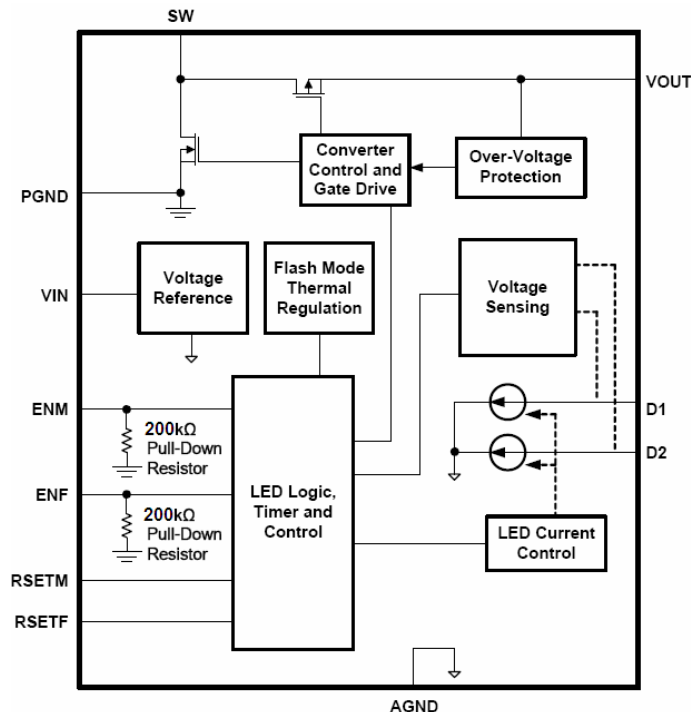 SW
VOUT
Converter
Control and
Gate Drive
Over-Voltage
Protection
PGND
Voltage
Reference
Flash Mode
Thermal
Regulation
Voltage
Sensing
VIN
ENM
200kΩ
Pull-Down
Resistor
D1
D2
ENF
200kΩ
Pull-Down
Resistor
LED Logic,
Timer and
Control
LED Current
Control
RSETM
RSETF
AGND